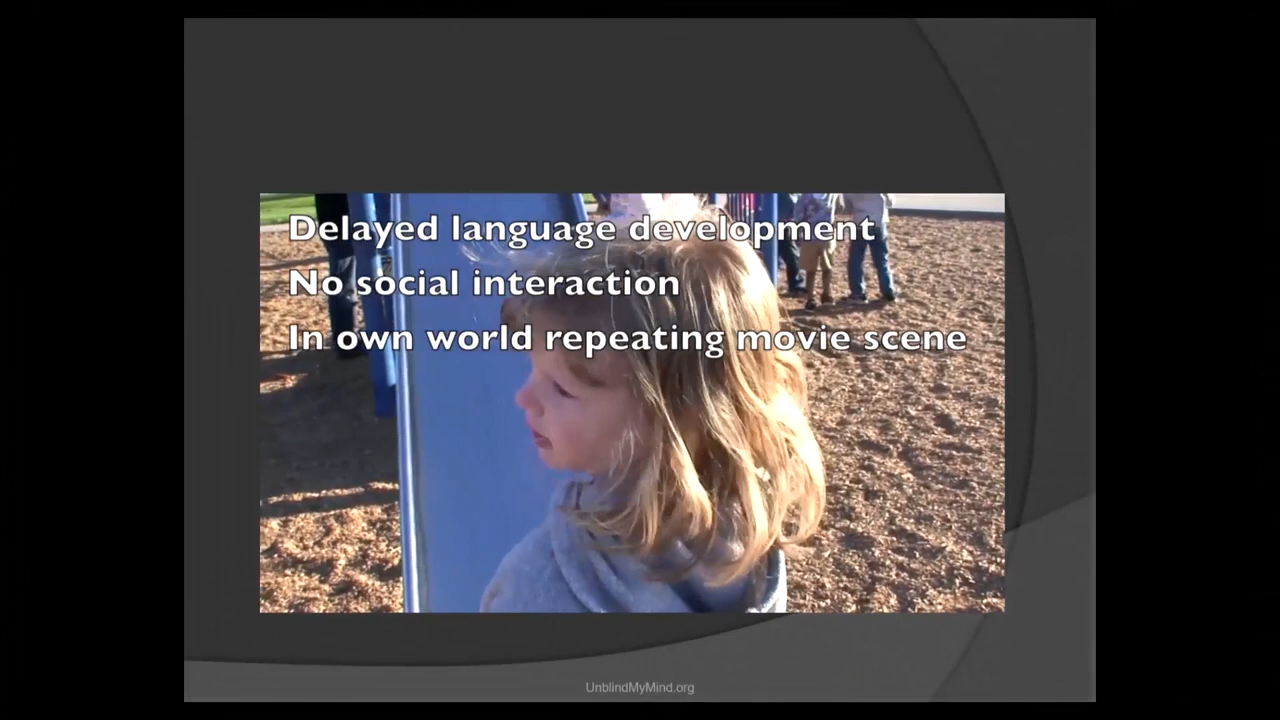 Delayed language development
No social interaction
In own world repeating movie scene
UnblindMyMind.org